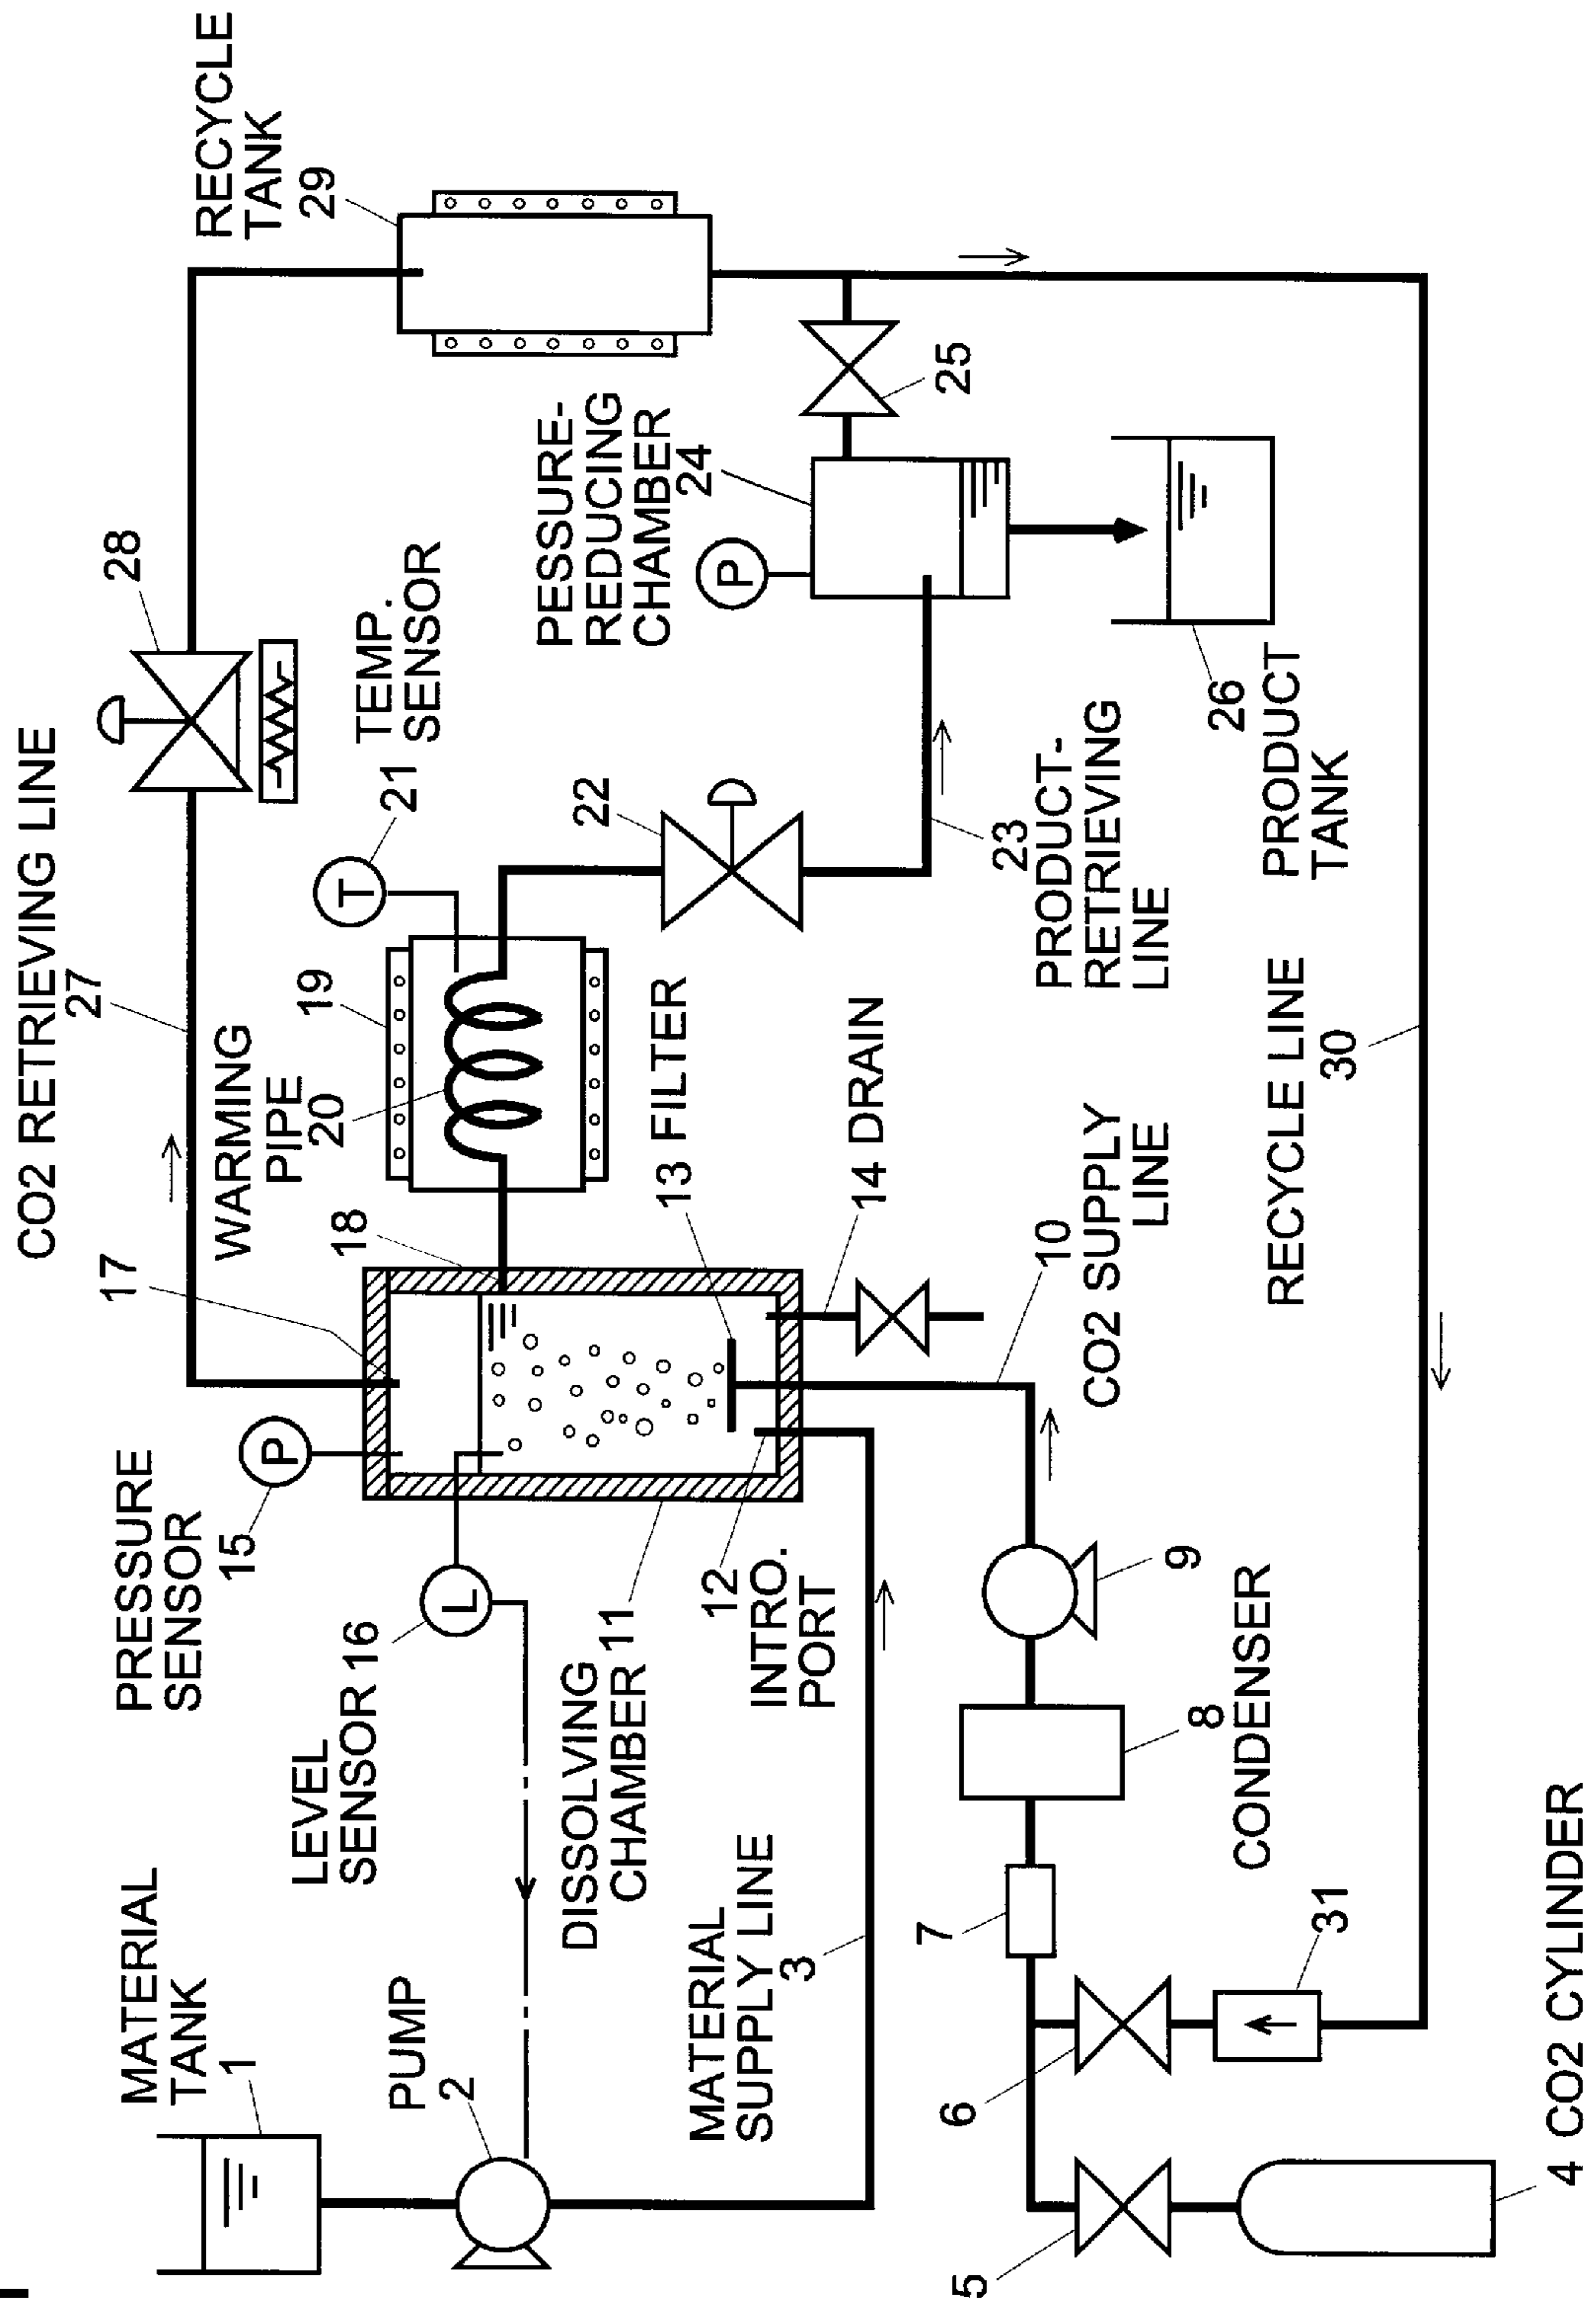 CO2 RETRIEVING LINE
27
28
17
MATERIAL
TANK
1
PRESSURE
SENSOR
15
P
WARMING
PIPE
20
RECYCLE
TANK
29
LEVEL
SENSOR 16
L
18
19
T
21
TEMP.
SENSOR
PUMP
2
DISSOLVING
CHAMBER 11
22
PESSURE-
REDUCING
CHAMBER
24
P
13 FILTER
MATERIAL
SUPPLY LINE
3
12
INTRO.
PORT
14 DRAIN
25
5
6
7
10
CO2 SUPPLY
LINE
23
PRODUCT-
RETRIEVING
LINE
8
CONDENSER
9
26
PRODUCT
TANK
RECYCLE LINE
30
31
4 CO2 CYLINDER